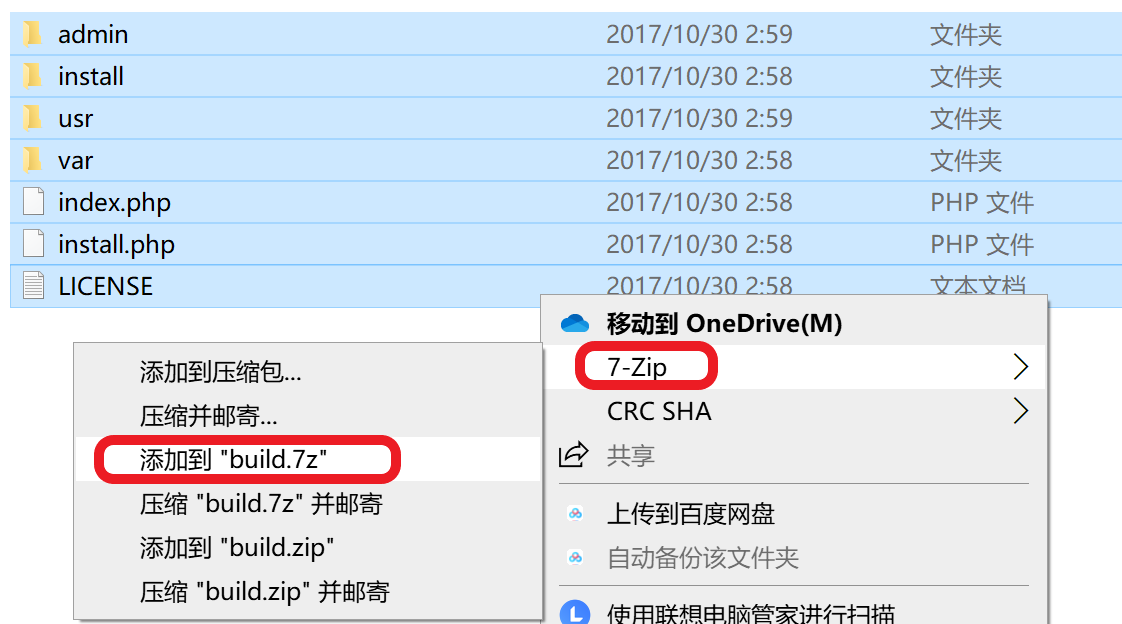 admin 2017/10/30 2:59 文件夹
install 2017/10/30 2:58 文件夹
usr 2017/10/30 2:59 文件夹
var 2017/10/30 2:58 文件夹
index.php 2017/10/30 2:58 PHP 文件
install.php 2017/10/30 2:58 PHP 文件
LICENSE 2017/10/30 2:58 文本文档
移动到 OneDrive(M)
7-Zip
CRC SHA
共享
上传到百度网盘
自动备份该文件夹
使用联想电脑管家进行扫描
添加到压缩包...
压缩并邮寄...
添加到 "build.7z"
压缩 "build.7z" 并邮寄
添加到 "build.zip"
压缩 "build.zip" 并邮寄